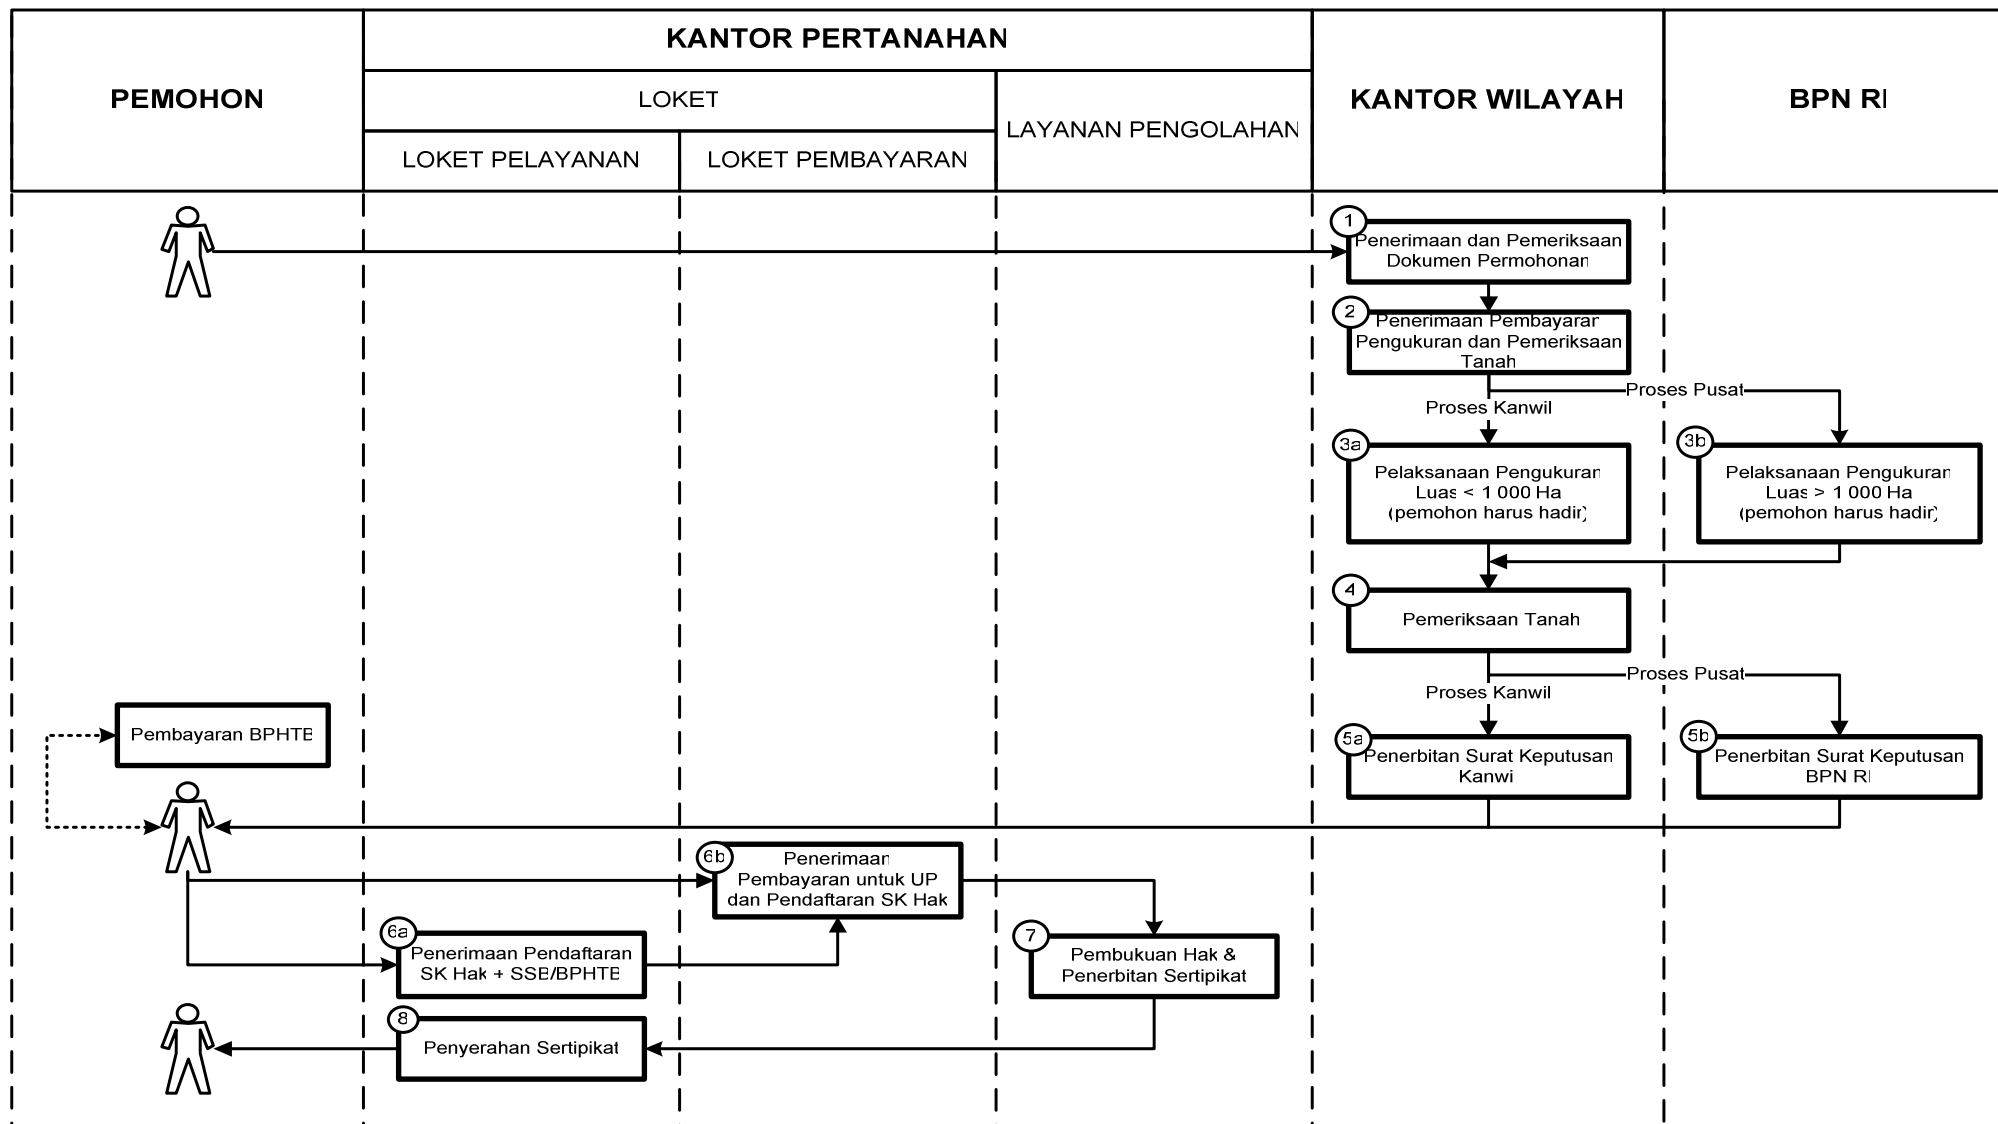 KANTOR PERTANAHAN
PEMOHON
LOKET
KANTOR WILAYAH
BPN RI
LAYANAN PENGOLAHAN
LOKET PELAYANAN
LOKET PEMBAYARAN
1
Penerimaan dan Pemeriksaan
Dokumen Permohonan
2
Penerimaan Pembayaran
Pengukuran dan Pemeriksaan
Tanah
Proses Pusat
Proses Kanwil
3a
Pelaksanaan Pengukuran
Luas < 1.000 Ha
(pemohon harus hadir)
3b
Pelaksanaan Pengukuran
Luas > 1.000 Ha
(pemohon harus hadir)
4
Pemeriksaan Tanah
Proses Pusat
Proses Kanwil
Pembayaran BPHTB
5a
Penerbitan Surat Keputusan
Kanwi
5b
Penerbitan Surat Keputusan
BPN RI
6b
Penerimaan
Pembayaran untuk UP
dan Pendaftaran SK Hak
6a
Penerimaan Pendaftaran
SK Hak + SSB/BPHTB
7
Pembukuan Hak &
Penerbitan Sertipikat
8
Penyerahan Sertipikat